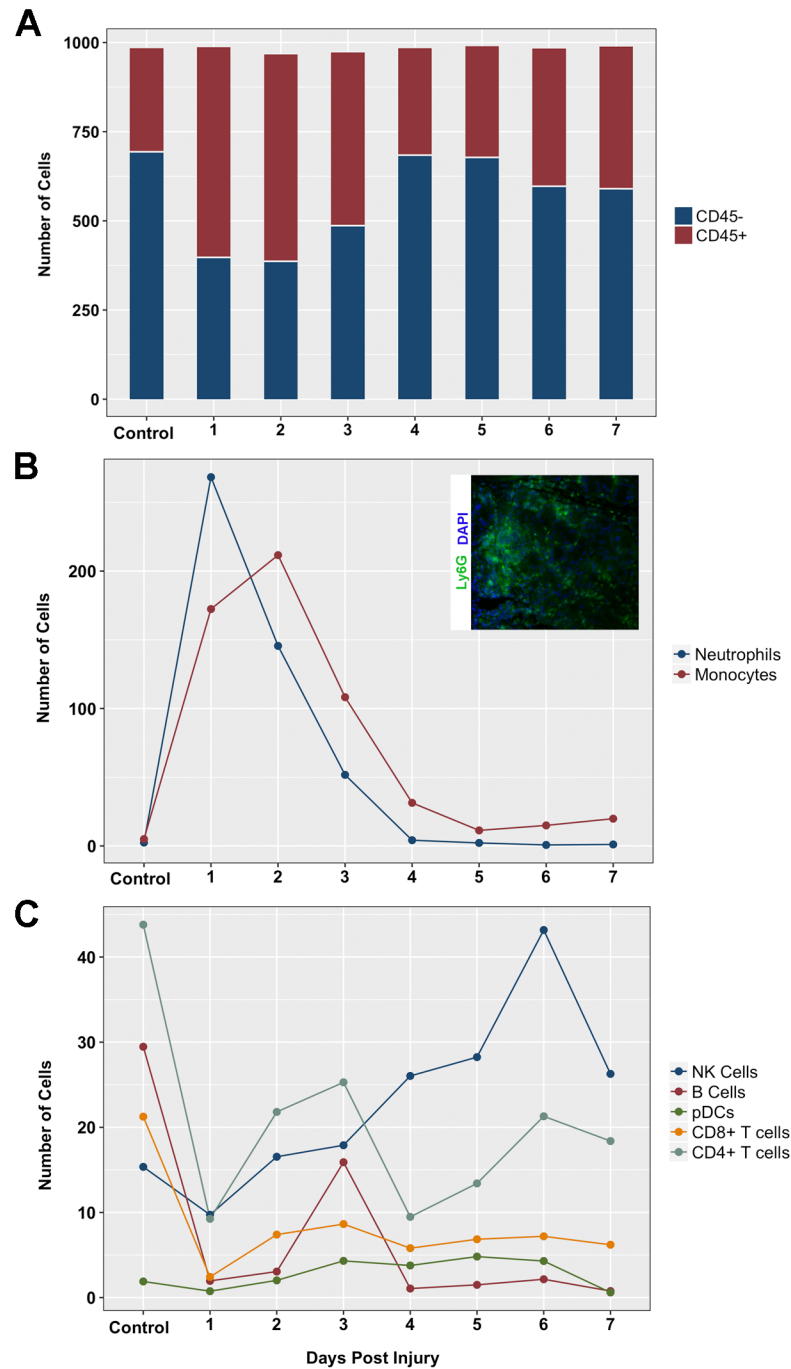 A
1000
750
500
250
0
Number of Cells
Control 1 2 3 4 5 6 7
CD45-
CD45+
B
200
100
0
Number of Cells
Ly6G DAPI
Control 1 2 3 4 5 6 7
Neutrophils
Monocytes
C
40
30
20
10
0
Number of Cells
Control 1 2 3 4 5 6 7
Days Post Injury
NK Cells
B Cells
pDCs
CD8+ T cells
CD4+ T cells